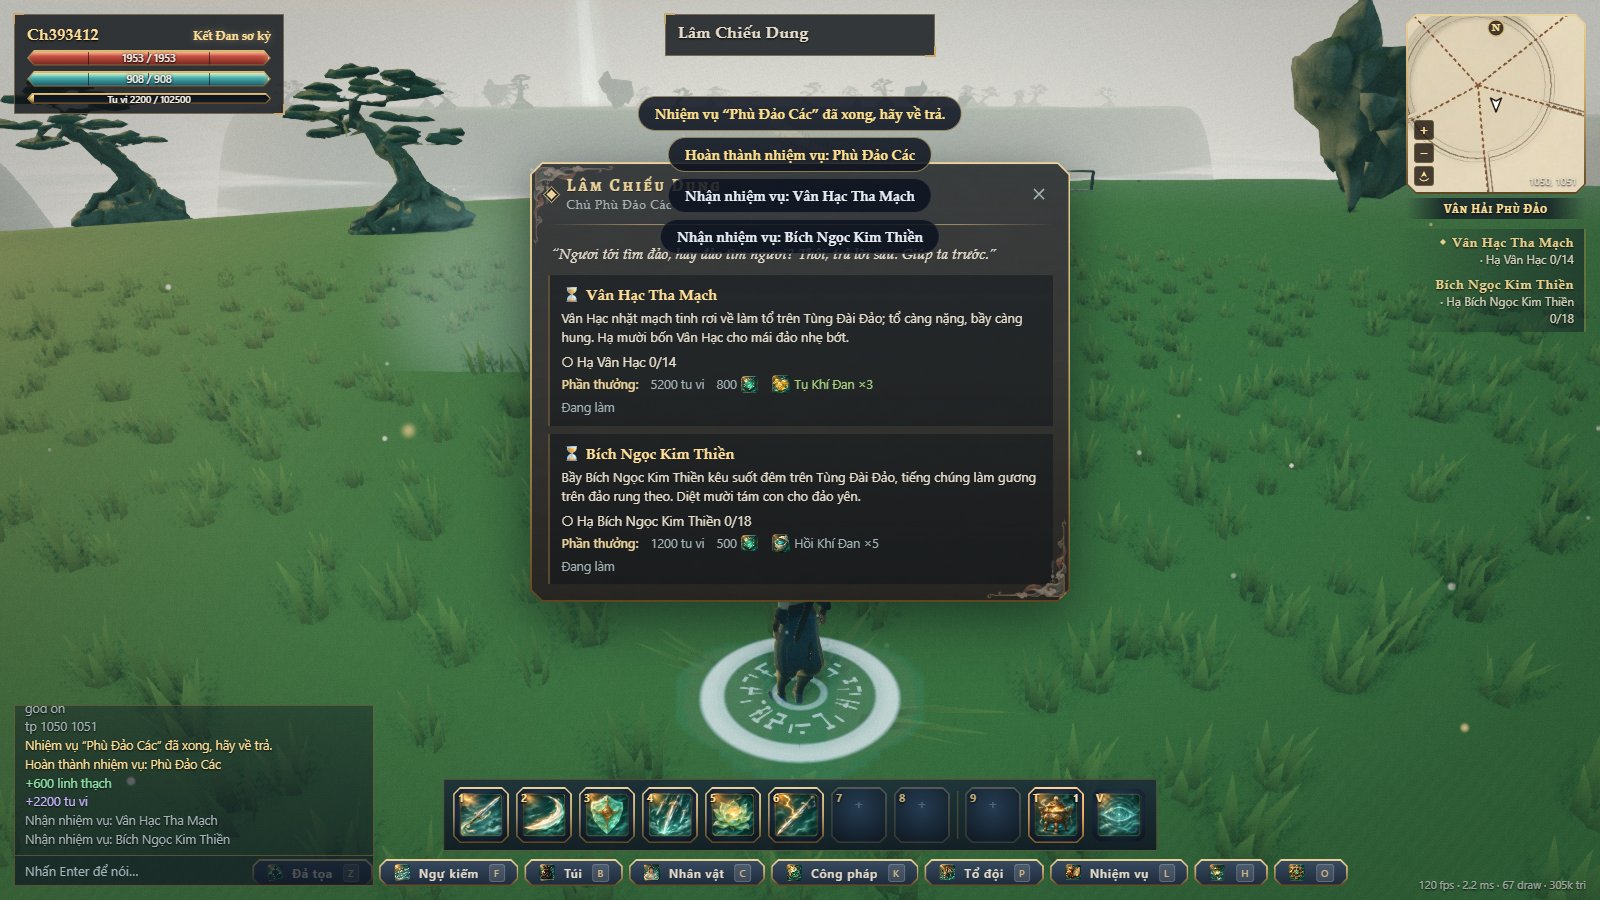 Ch393412
Kết Đan sơ kỳ
1953 / 1953
908 / 908
Tu vi 2200 / 102500
Lâm Chiếu Dung
N
+
−
1050, 1051
Vân Hải Phù Đảo
Vân Hạc Tha Mạch
· Hạ Vân Hạc 0/14
Bích Ngọc Kim Thiền
· Hạ Bích Ngọc Kim Thiền
0/18
Nhiệm vụ “Phù Đảo Các” đã xong, hãy về trả.
Hoàn thành nhiệm vụ: Phù Đảo Các
Nhận nhiệm vụ: Vân Hạc Tha Mạch
Nhận nhiệm vụ: Bích Ngọc Kim Thiền
Lâm Chiếu Dung
Chủ Phù Đảo Các
“Ngươi tới tìm đảo, hay đảo tìm ngươi? Thôi, trả lời sau. Giúp ta trước.”
Vân Hạc Tha Mạch
Vân Hạc nhặt mạch tinh rơi về làm tổ trên Tùng Đài Đảo; tổ càng nặng, bầy càng
hung. Hạ mười bốn Vân Hạc cho mái đảo nhẹ bớt.
Hạ Vân Hạc 0/14
Phần thưởng: 5200 tu vi 800 Tụ Khí Đan ×3
Đang làm
Bích Ngọc Kim Thiền
Bầy Bích Ngọc Kim Thiền kêu suốt đêm trên Tùng Đài Đảo, tiếng chúng làm gương
trên đảo rung theo. Diệt mười tám con cho đảo yên.
Hạ Bích Ngọc Kim Thiền 0/18
Phần thưởng: 1200 tu vi 500 Hồi Khí Đan ×5
Đang làm
god on
tp 1050 1051
Nhiệm vụ “Phù Đảo Các” đã xong, hãy về trả.
Hoàn thành nhiệm vụ: Phù Đảo Các
+600 linh thạch
+2200 tu vi
Nhận nhiệm vụ: Vân Hạc Tha Mạch
Nhận nhiệm vụ: Bích Ngọc Kim Thiền
Nhấn Enter để nói...
1 2 3 4 5 6 7 8 9 T 1 V
Đả tọa Z
Ngự kiếm F
Túi B
Nhân vật C
Công pháp K
Tổ đội P
Nhiệm vụ L
H
O
120 fps · 2.2 ms · 67 draw · 305k tri